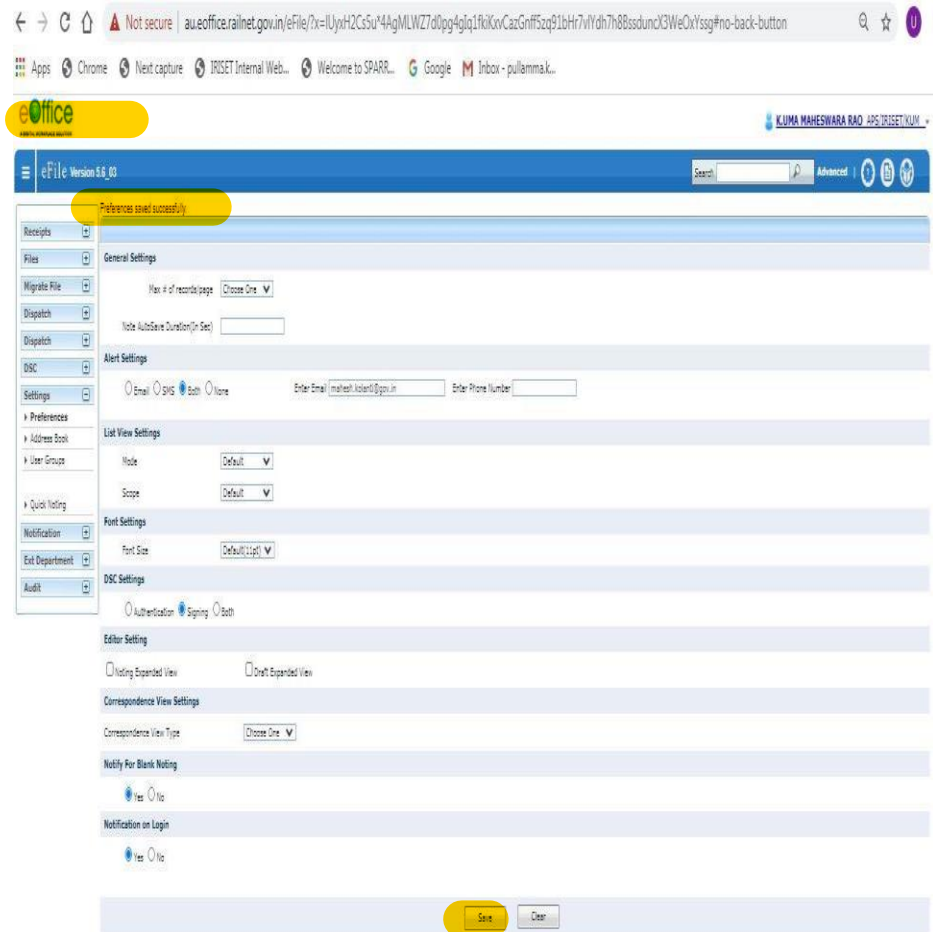 Not secure | au.eoffice.railnet.gov.in/eFile/?x=IUyxH2Cs5u*4AgMLWZ7d0pg4gIq1fkiKxvCazGnff5zq91bHr7vlYdh7h8BssduncX3WeOxYssg#no-back-button U
Apps Chrome Next capture IRISET Internal Web... Welcome to SPARR... Google Inbox - pullamma.k...
eOffice
K.UMA MAHESWARA RAO APS/IRISET/KUM
eFile Version 5.6_03 Search Advanced |
Preferences saved successfully.
Receipts
Files
Migrate File
Dispatch
Dispatch
DSC
Settings
Preferences
Address Book
User Groups
Quick Noting
Notification
Ext Department
Audit
General Settings
Max # of records/page Choose One
Note AutoSave Duration(In Sec)
Alert Settings
Email SMS Both None Enter Email mahesh.kolanti@gov.in Enter Phone Number
List View Settings
Mode Default
Scope Default
Font Settings
Font Size Default(11pt)
DSC Settings
Authentication Signing Both
Editor Setting
Noting Expanded View Draft Expanded View
Correspondence View Settings
Correspondence View Type Choose One
Notify For Blank Noting
Yes No
Notification on Login
Yes No
Save Clear